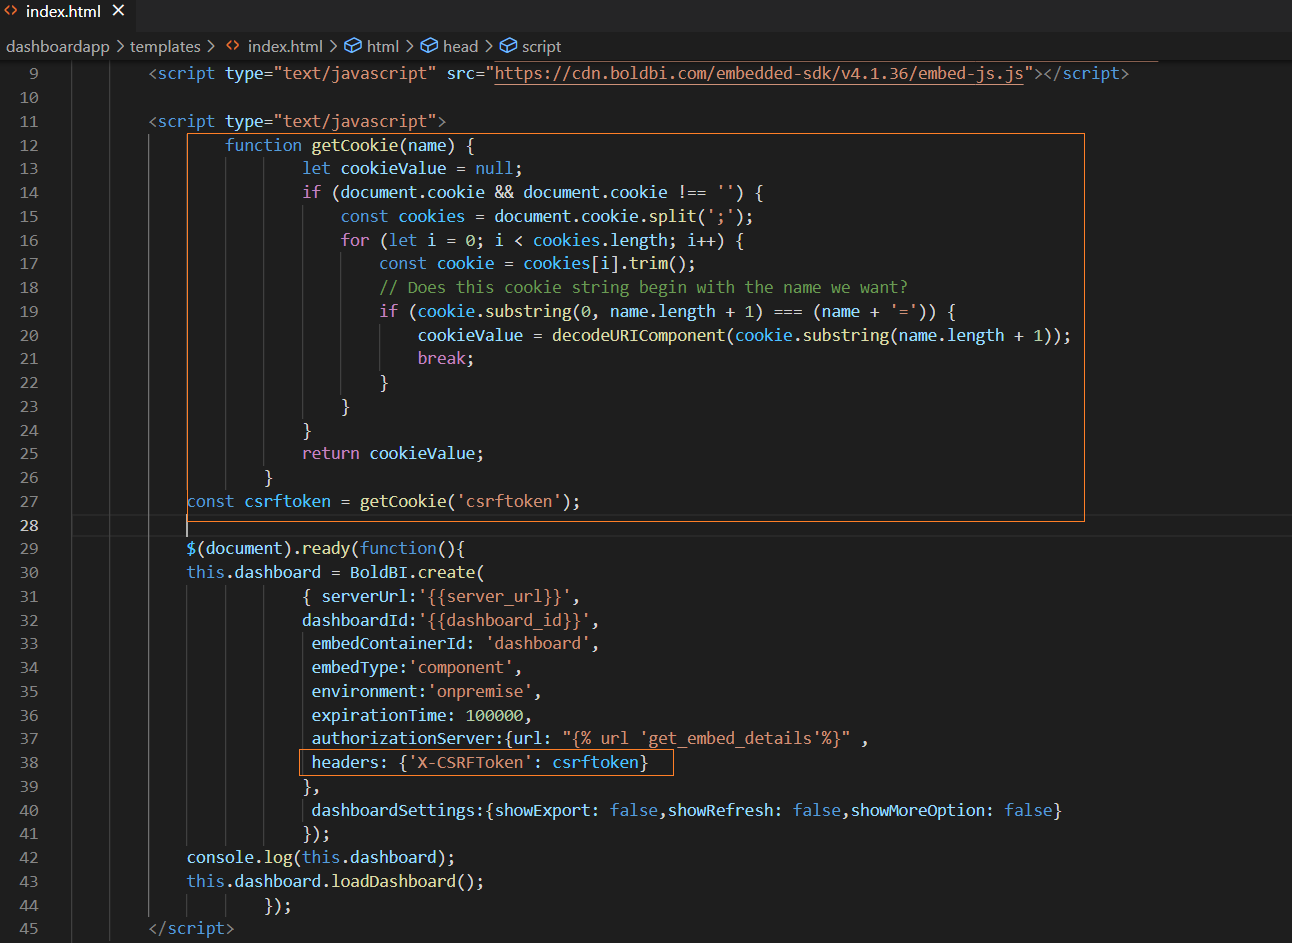 index.html
dashboardapp > templates > index.html > html > head > script
9 <script type="text/javascript" src="https://cdn.boldbi.com/embedded-sdk/v4.1.36/embed-js.js"></script>
10
11 <script type="text/javascript">
12 function getCookie(name) {
13 let cookieValue = null;
14 if (document.cookie && document.cookie !== '') {
15 const cookies = document.cookie.split(';');
16 for (let i = 0; i < cookies.length; i++) {
17 const cookie = cookies[i].trim();
18 // Does this cookie string begin with the name we want?
19 if (cookie.substring(0, name.length + 1) === (name + '=')) {
20 cookieValue = decodeURIComponent(cookie.substring(name.length + 1));
21 break;
22 }
23 }
24 }
25 return cookieValue;
26 }
27 const csrftoken = getCookie('csrftoken');
28
29 $(document).ready(function(){
30 this.dashboard = BoldBI.create(
31 { serverUrl:'{{server_url}}',
32 dashboardId:'{{dashboard_id}}',
33 embedContainerId: 'dashboard',
34 embedType:'component',
35 environment:'onpremise',
36 expirationTime: 100000,
37 authorizationServer:{url: "{% url 'get_embed_details'%}" ,
38 headers: {'X-CSRFToken': csrftoken}
39 },
40 dashboardSettings:{showExport: false,showRefresh: false,showMoreOption: false}
41 });
42 console.log(this.dashboard);
43 this.dashboard.loadDashboard();
44 });
45 </script>